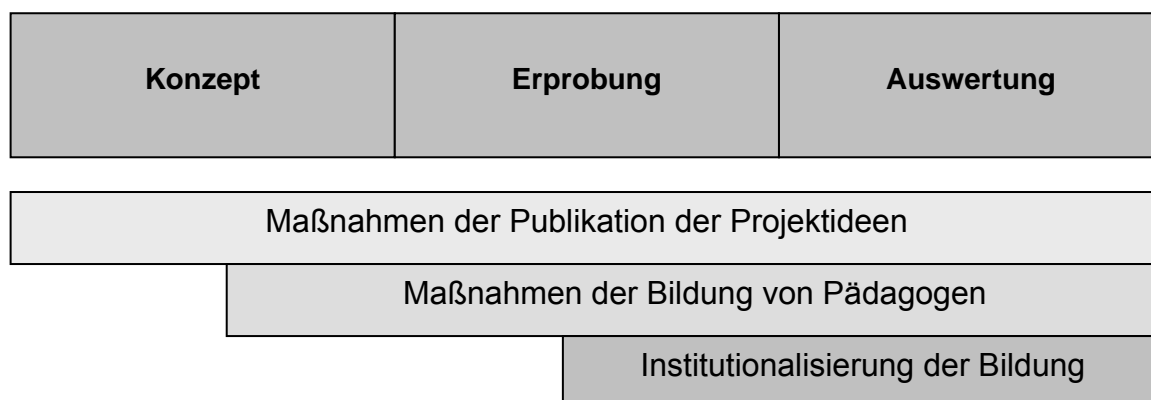 Konzept Erprobung Auswertung
Maßnahmen der Publikation der Projektideen
Maßnahmen der Bildung von Pädagogen
Institutionalisierung der Bildung